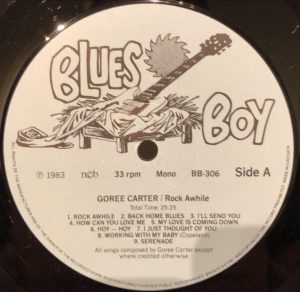 BLUES
BOY
℗ 1983 ncb 33 rpm Mono BB-306 Side A
GOREE CARTER / Rock Awhile
Total Time: 25:25
1. ROCK AWHILE 2. BACK HOME BLUES 3. I'LL SEND YOU
4. HOW CAN YOU LOVE ME 5. MY LOVE IS COMING DOWN
6. HOY - HOY 7. I JUST THOUGHT OF YOU
8. WORKING WITH MY BABY (Copeland)
9. SERENADE
All songs composed by Goree Carter except
where credited otherwise